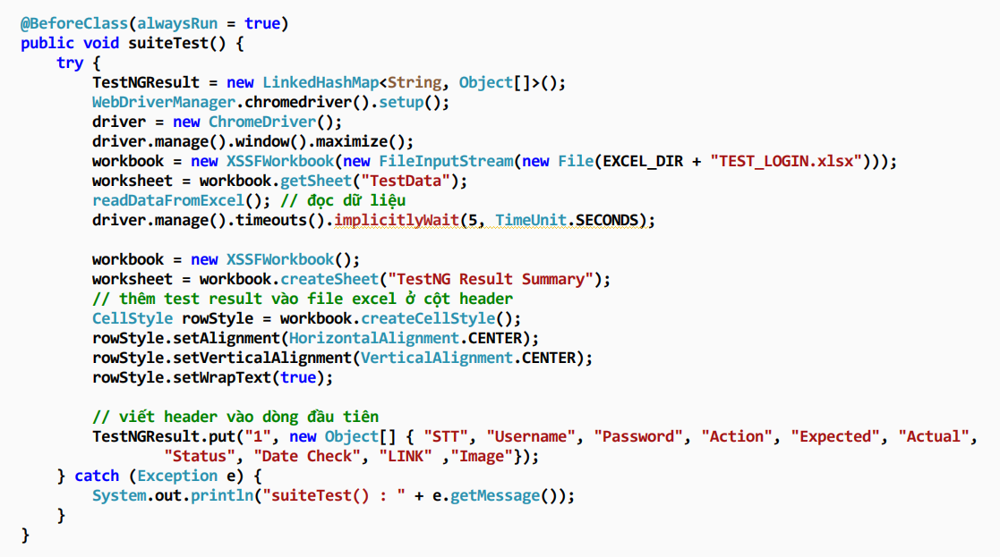 @BeforeClass(alwaysRun = true)
public void suiteTest() {
    try {
        TestNGResult = new LinkedHashMap<String, Object[]>();
        WebDriverManager.chromedriver().setup();
        driver = new ChromeDriver();
        driver.manage().window().maximize();
        workbook = new XSSFWorkbook(new FileInputStream(new File(EXCEL_DIR + "TEST_LOGIN.xlsx")));
        worksheet = workbook.getSheet("TestData");
        readDataFromExcel(); // đọc dữ liệu
        driver.manage().timeouts().implicitlyWait(5, TimeUnit.SECONDS);

        workbook = new XSSFWorkbook();
        worksheet = workbook.createSheet("TestNG Result Summary");
        // thêm test result vào file excel ở cột header
        CellStyle rowStyle = workbook.createCellStyle();
        rowStyle.setAlignment(HorizontalAlignment.CENTER);
        rowStyle.setVerticalAlignment(VerticalAlignment.CENTER);
        rowStyle.setWrapText(true);

        // viết header vào dòng đầu tiên
        TestNGResult.put("1", new Object[] { "STT", "Username", "Password", "Action", "Expected", "Actual",
                "Status", "Date Check", "LINK" ,"Image"});
    } catch (Exception e) {
        System.out.println("suiteTest() : " + e.getMessage());
    }
}